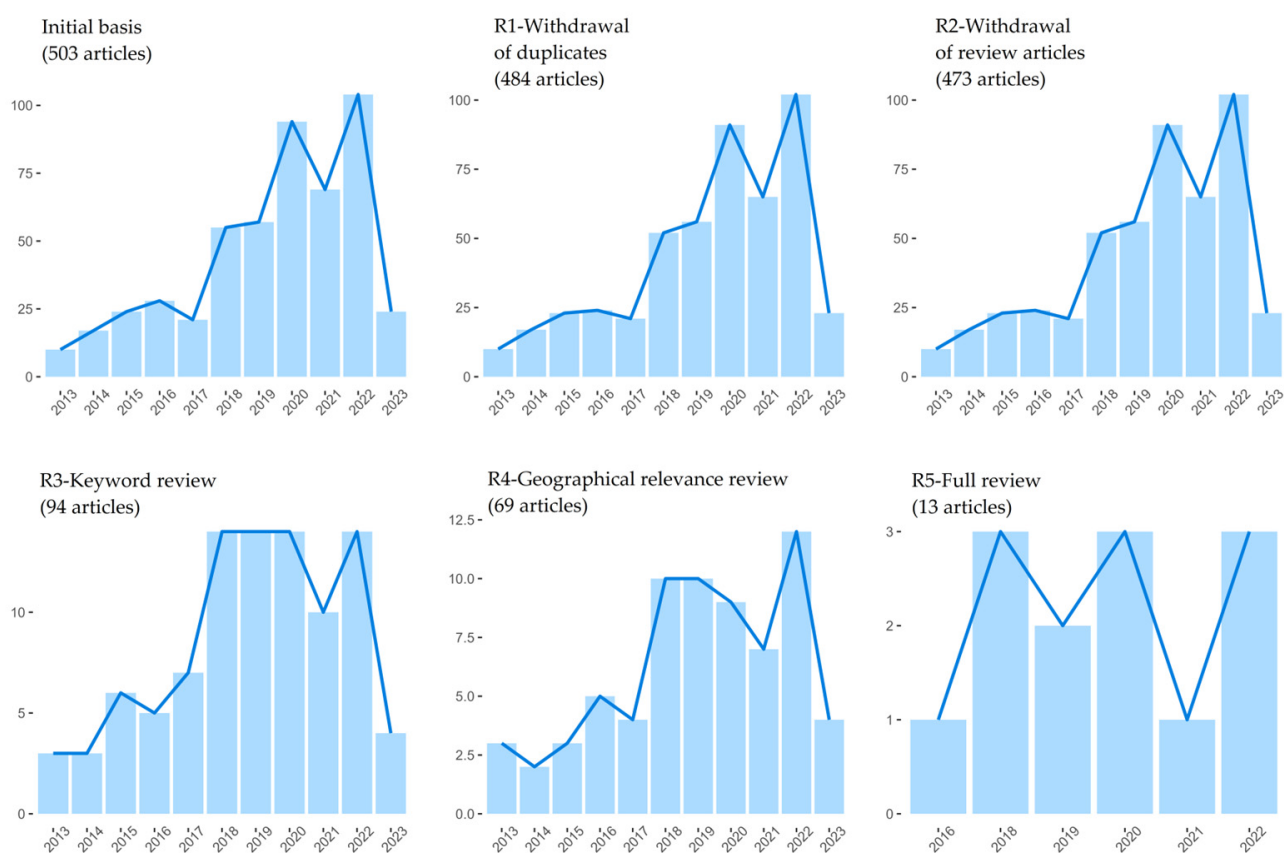 Initial basis
(503 articles)
100
75
50
25
0
2013 2014 2015 2016 2017 2018 2019 2020 2021 2022 2023
R1-Withdrawal
of duplicates
(484 articles)
100
75
50
25
0
2013 2014 2015 2016 2017 2018 2019 2020 2021 2022 2023
R2-Withdrawal
of review articles
(473 articles)
100
75
50
25
0
2013 2014 2015 2016 2017 2018 2019 2020 2021 2022 2023
R3-Keyword review
(94 articles)
10
5
0
2013 2014 2015 2016 2017 2018 2019 2020 2021 2022 2023
R4-Geographical relevance review
(69 articles)
12.5
10.0
7.5
5.0
2.5
0.0
2013 2014 2015 2016 2017 2018 2019 2020 2021 2022 2023
R5-Full review
(13 articles)
3
2
1
0
2016 2018 2019 2020 2021 2022